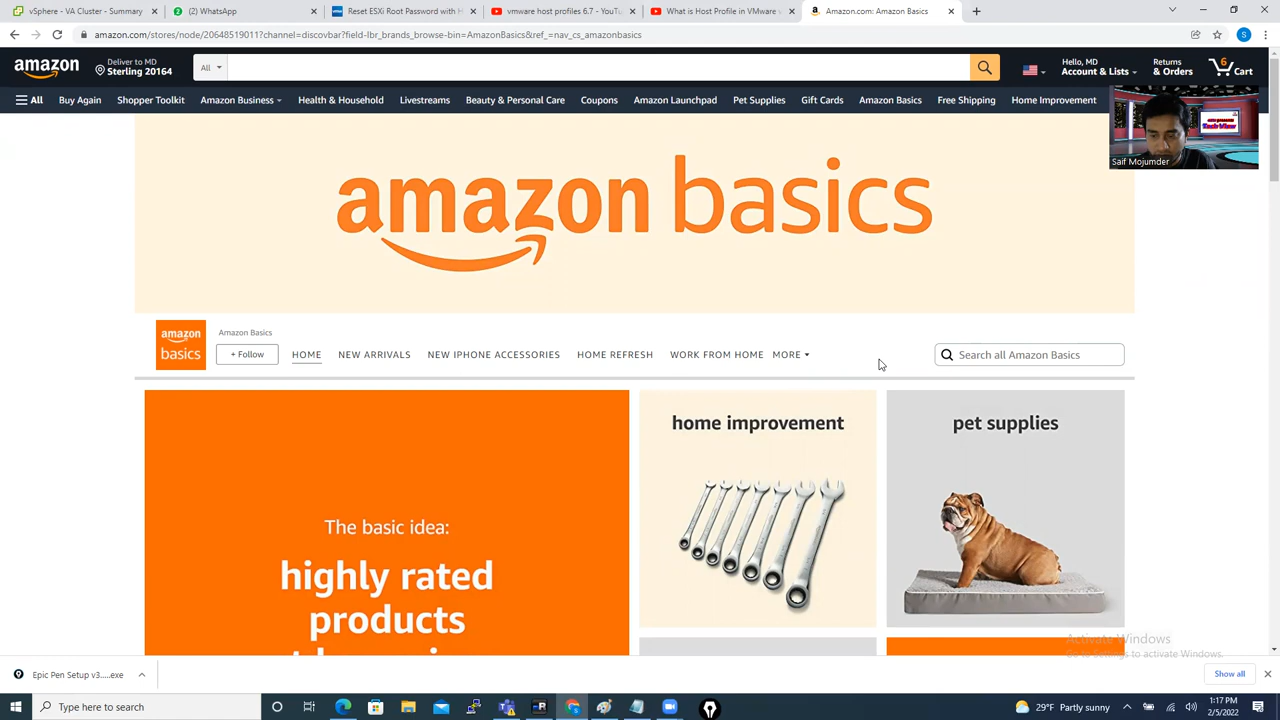 vSphere - VA Cluster - Summary
(2) WhatsApp
Reset ESXi Root Password with H
vmware host profiles 6.7 - YouTu
What is Host Profile in VMware v
Amazon.com: Amazon Basics
amazon.com/stores/node/20648519011?channel=discovbar?field-lbr_brands_browse-bin=AmazonBasics&ref_=nav_cs_amazonbasics
S
amazon
Deliver to MD
Sterling 20164
All
Hello, MD
Account & Lists
Returns
& Orders
6
Cart
All
Buy Again
Shopper Toolkit
Amazon Business
Health & Household
Livestreams
Beauty & Personal Care
Coupons
Amazon Launchpad
Pet Supplies
Gift Cards
Amazon Basics
Free Shipping
Home Improvement
Tech View
Saif Mojumder
amazon basics
amazon
basics
Amazon Basics
+ Follow
HOME
NEW ARRIVALS
NEW IPHONE ACCESSORIES
HOME REFRESH
WORK FROM HOME
MORE
Search all Amazon Basics
The basic idea:
highly rated
products
home improvement
pet supplies
Activate Windows
Go to Settings to activate Windows.
Epic Pen Setup v3.....exe
Show all
Type here to search
29°F Partly sunny
1:17 PM
2/5/2022